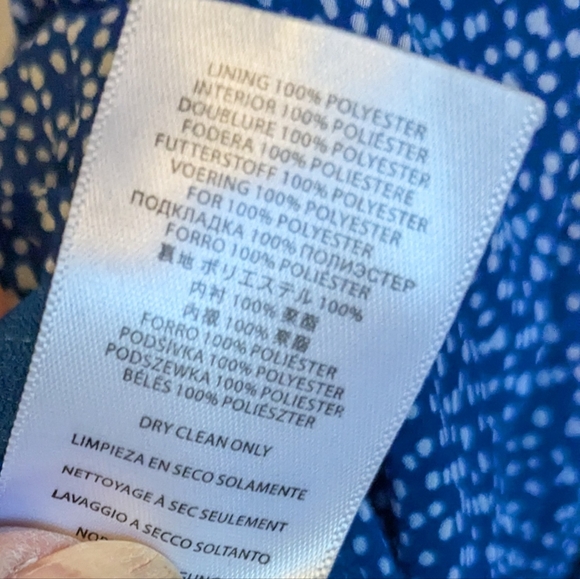 LINING 100% POLYESTER
INTERIOR 100% POLIÉSTER
DOUBLURE 100% POLYESTER
FODERA 100% POLIESTERE
FUTTERSTOFF 100% POLYESTER
VOERING 100% POLYESTER
FOR 100% POLYESTER
ПОДКЛАДКА 100% ПОЛИЭСТЕР
FORRO 100% POLIÉSTER
裏地 ポリエステル 100%
内衬 100% 聚酯
內襯 100% 聚酯
FORRO 100% POLIÉSTER
PODŠÍVKA 100% POLYESTER
PODSZEWKA 100% POLIESTER
BÉLÉS 100% POLIÉSZTER
DRY CLEAN ONLY
LIMPIEZA EN SECO SOLAMENTE
NETTOYAGE À SEC SEULEMENT
LAVAGGIO A SECCO SOLTANTO